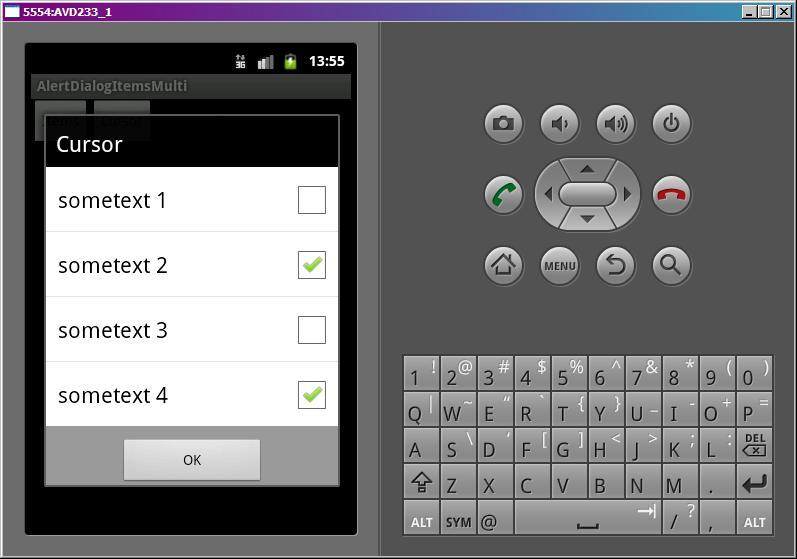 5554:AVD233_1
3G 13:55
AlertDialogItemsMulti
Cursor
sometext 1
sometext 2
sometext 3
sometext 4
OK
MENU
1 ! 2 @ 3 # 4 $ 5 % 6 ^ 7 & 8 * 9 ( 0 )
Q | W ~ E “ R ` T { Y } U _ I - O + P =
A S \ D ‘ F [ G ] H < J > K ; L : DEL
Z X C V B N M .
ALT SYM @ / ? , ALT